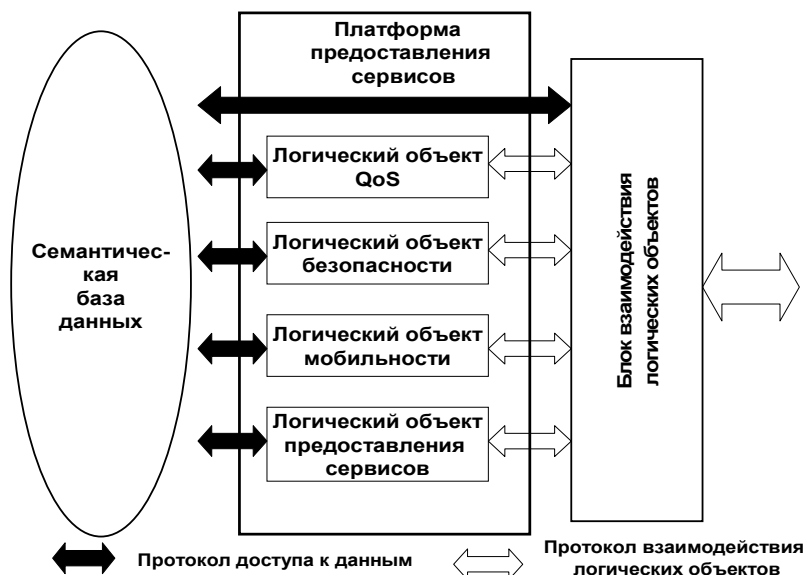 Платформа
предоставления
сервисов
Логический объект
QoS
Логический объект
безопасности
Семантичес-
кая
база
данных
Логический объект
мобильности
Логический объект
предоставления
сервисов
Блок взаимодействия
логических объектов
Протокол доступа к данным
Протокол взаимодействия
логических объектов